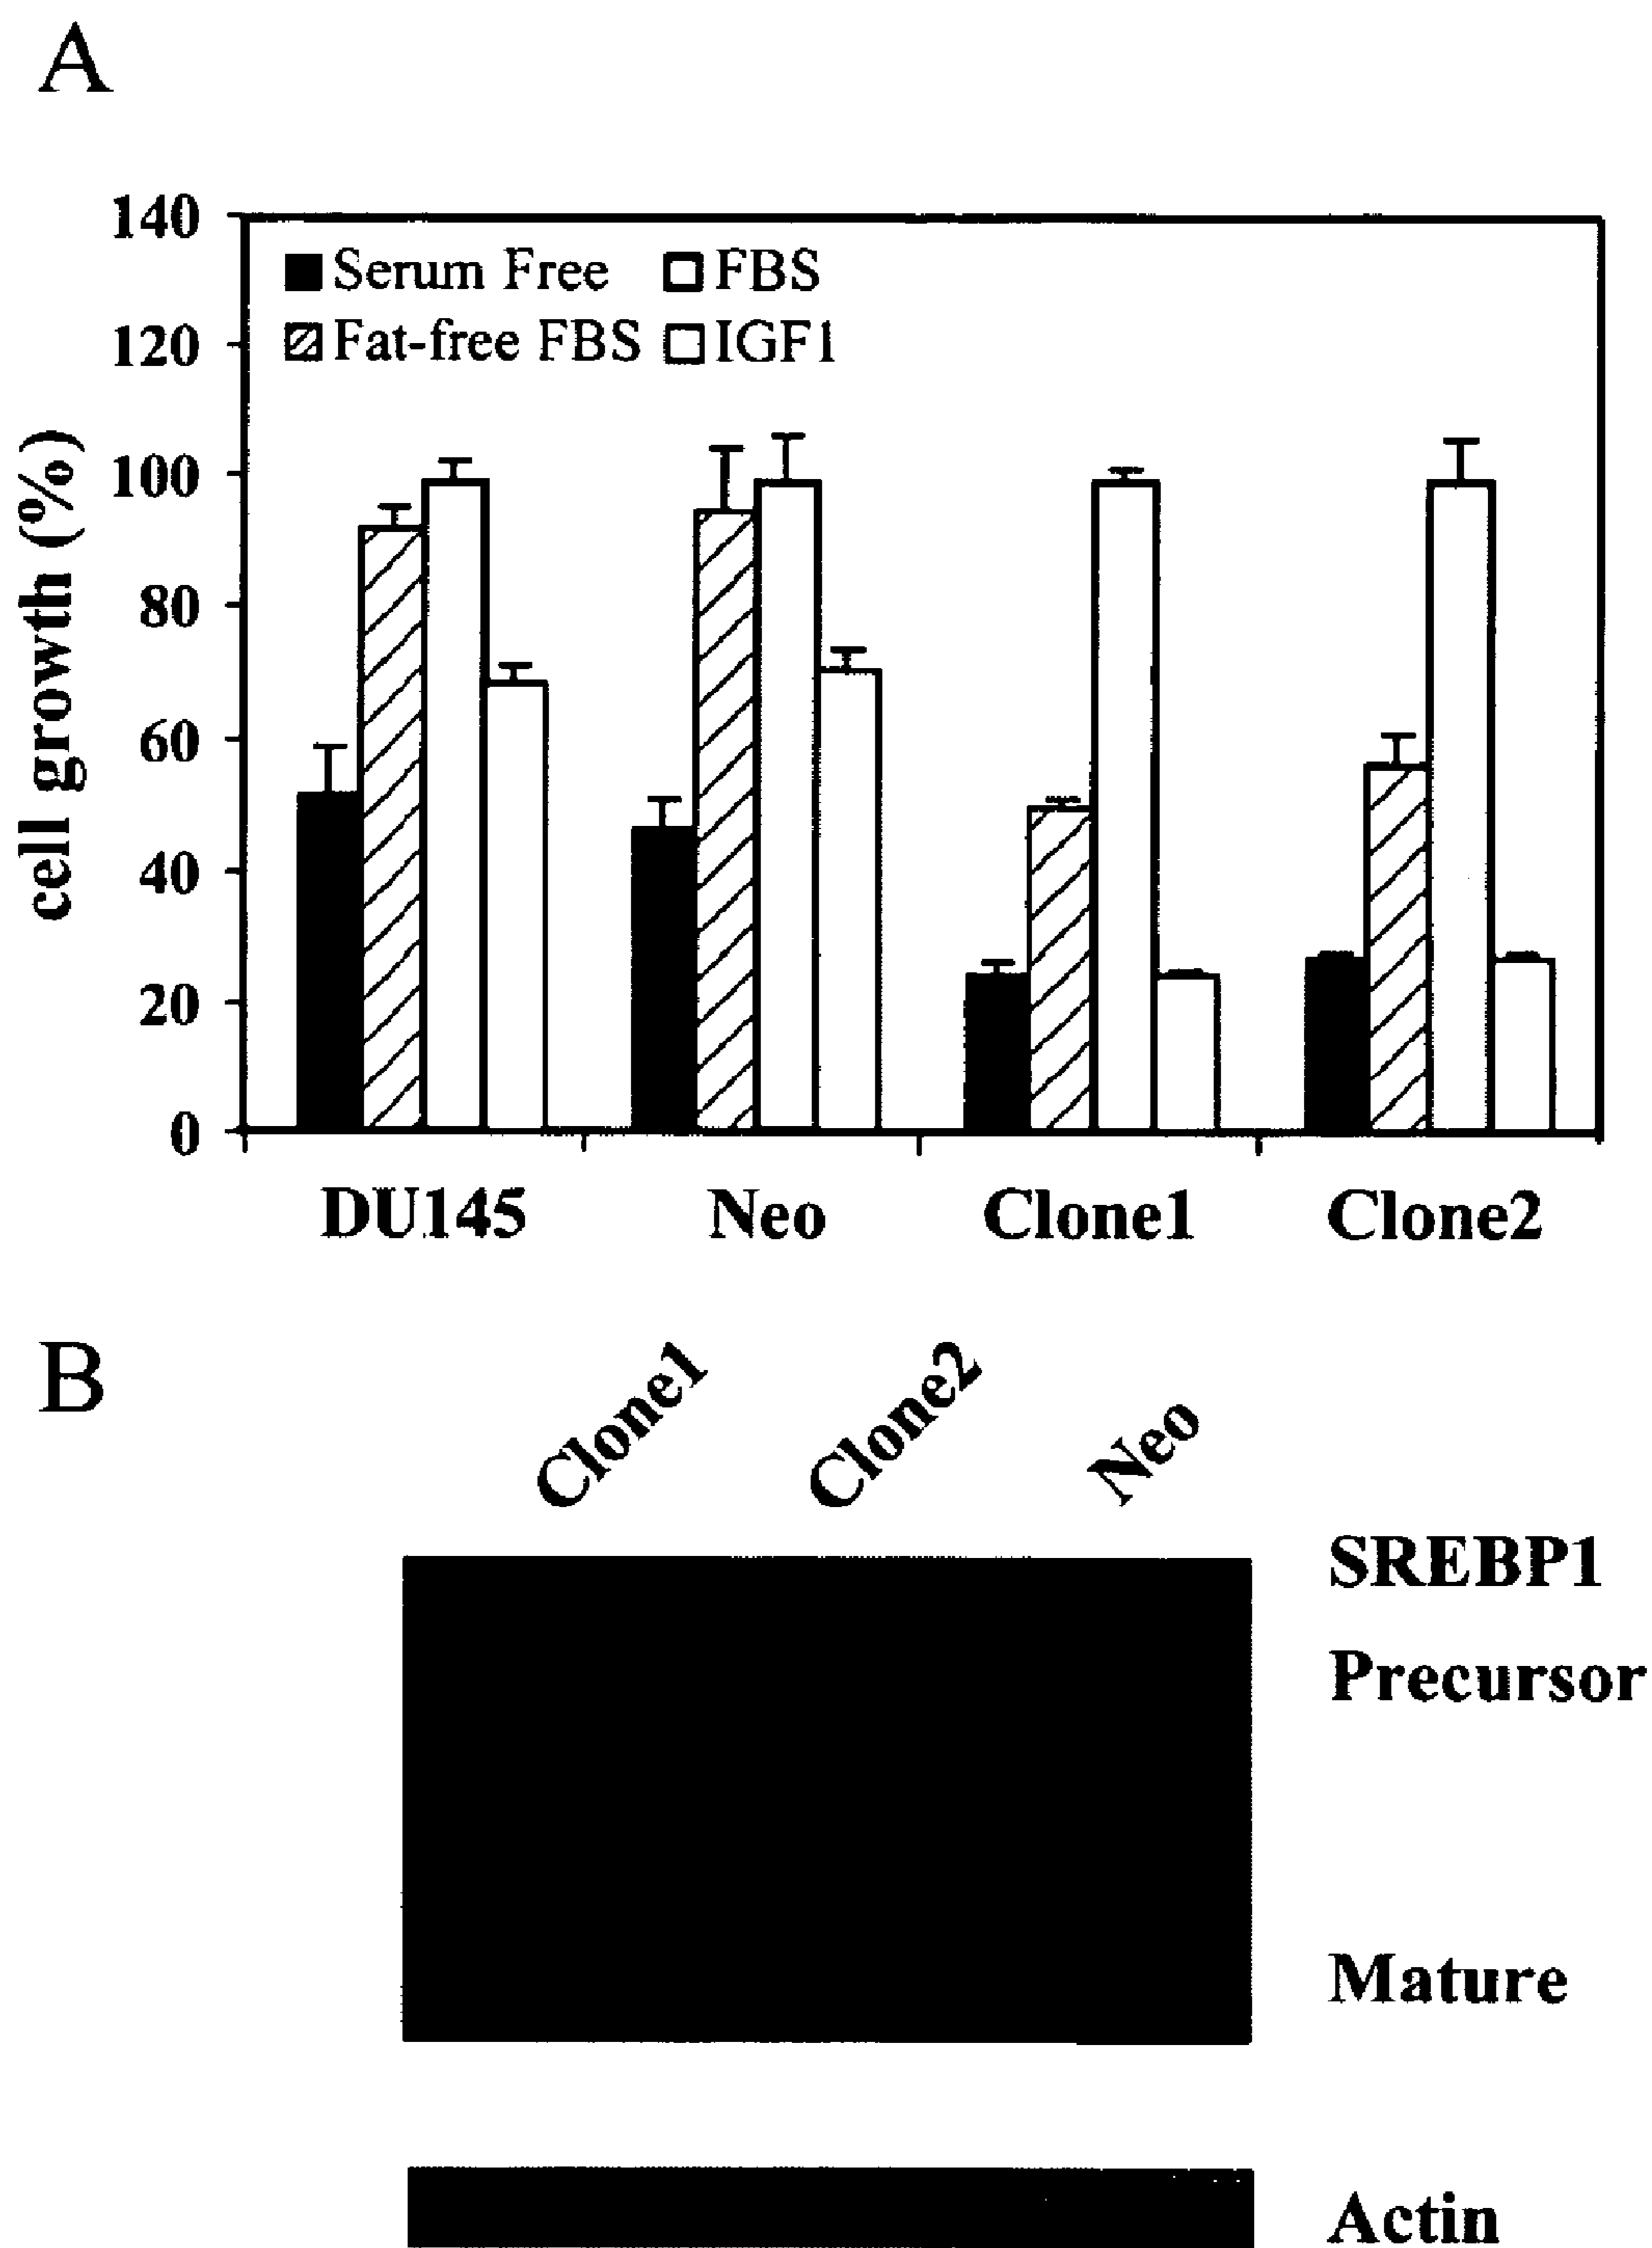 A
140
120
100
80
60
40
20
0
cell growth (%)
Serum Free FBS
Fat-free FBS IGF1
DU145 Neo Clone1 Clone2
B
Clone1 Clone2 Neo
SREBP1
Precursor
Mature
Actin